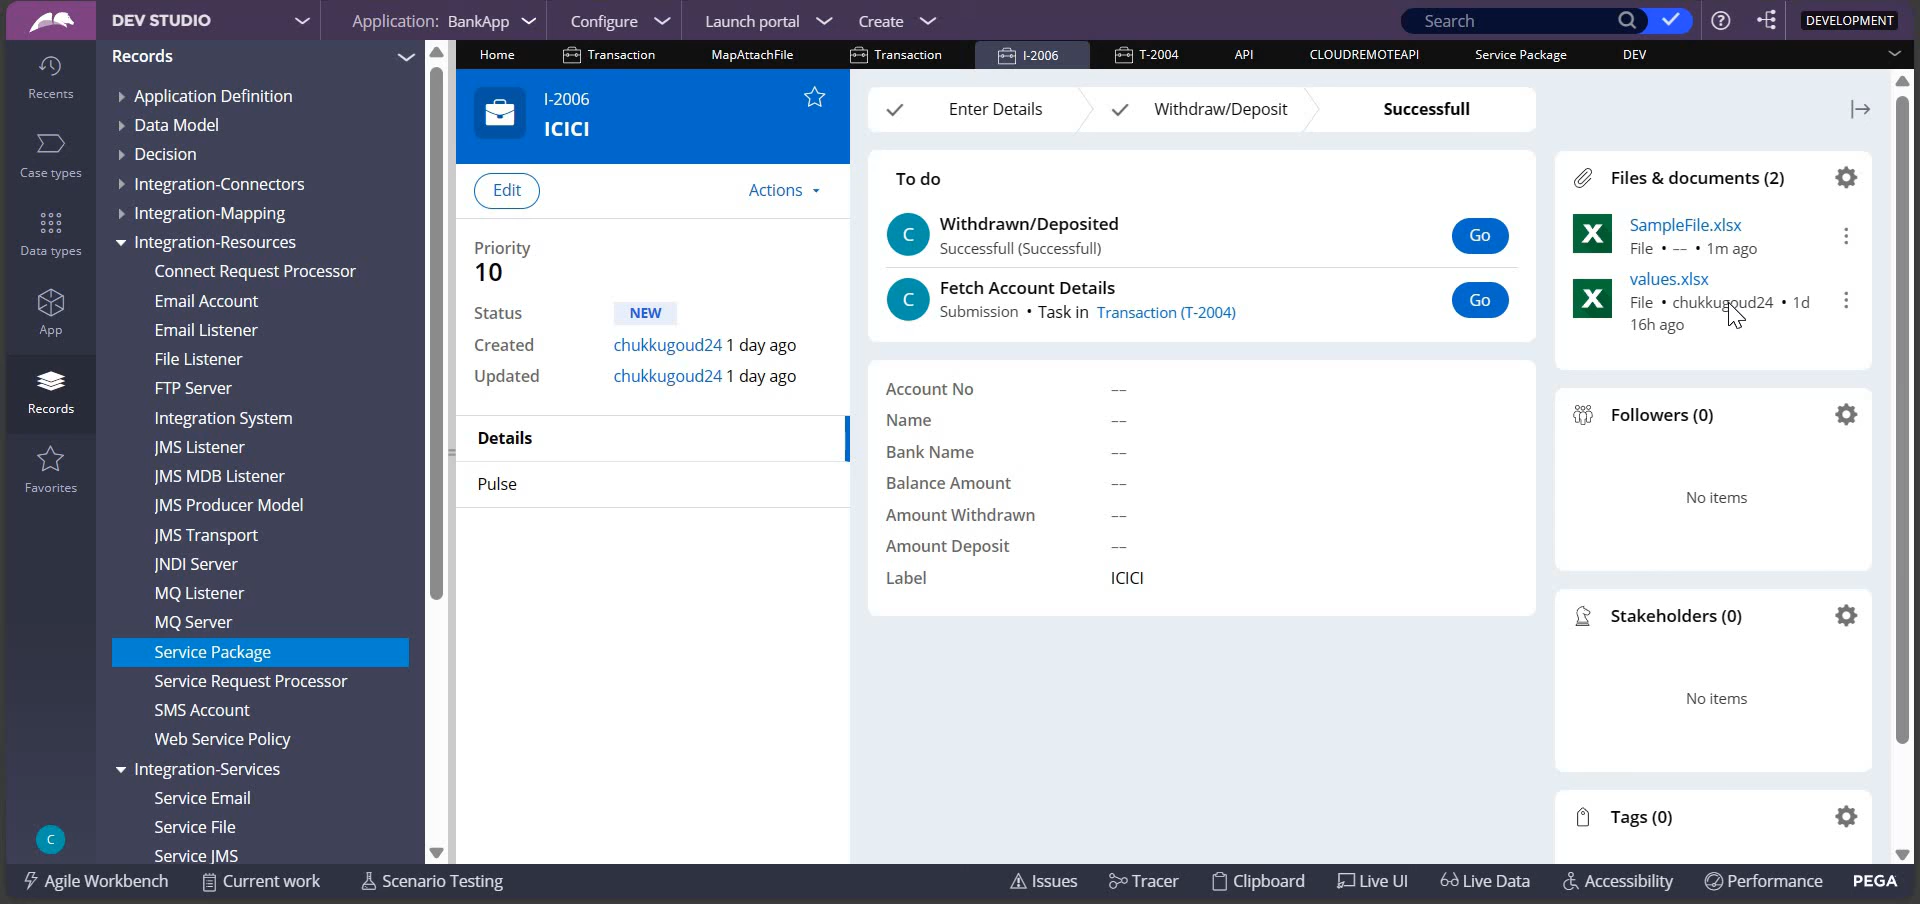 DEV STUDIO
Application: BankApp
Configure
Launch portal
Create
Search
DEVELOPMENT
Recents
Case types
Data types
App
Records
Favorites
C
Records
Application Definition
Data Model
Decision
Integration-Connectors
Integration-Mapping
Integration-Resources
Connect Request Processor
Email Account
Email Listener
File Listener
FTP Server
Integration System
JMS Listener
JMS MDB Listener
JMS Producer Model
JMS Transport
JNDI Server
MQ Listener
MQ Server
Service Package
Service Request Processor
SMS Account
Web Service Policy
Integration-Services
Service Email
Service File
Service JMS
Home
Transaction
MapAttachFile
Transaction
I-2006
T-2004
API
CLOUDREMOTEAPI
Service Package
DEV
I-2006
ICICI
Edit
Actions
Priority
10
Status NEW
Created chukkugoud24 1 day ago
Updated chukkugoud24 1 day ago
Details
Pulse
Enter Details
Withdraw/Deposit
Successfull
To do
C
Withdrawn/Deposited
Successfull (Successfull)
Go
C
Fetch Account Details
Submission • Task in Transaction (T-2004)
Go
Account No --
Name --
Bank Name --
Balance Amount --
Amount Withdrawn --
Amount Deposit --
Label ICICI
Files & documents (2)
X
SampleFile.xlsx
File • -- • 1m ago
X
values.xlsx
File • chukkugoud24 • 1d
16h ago
Followers (0)
No items
Stakeholders (0)
No items
Tags (0)
Agile Workbench
Current work
Scenario Testing
Issues
Tracer
Clipboard
Live UI
Live Data
Accessibility
Performance
PEGA